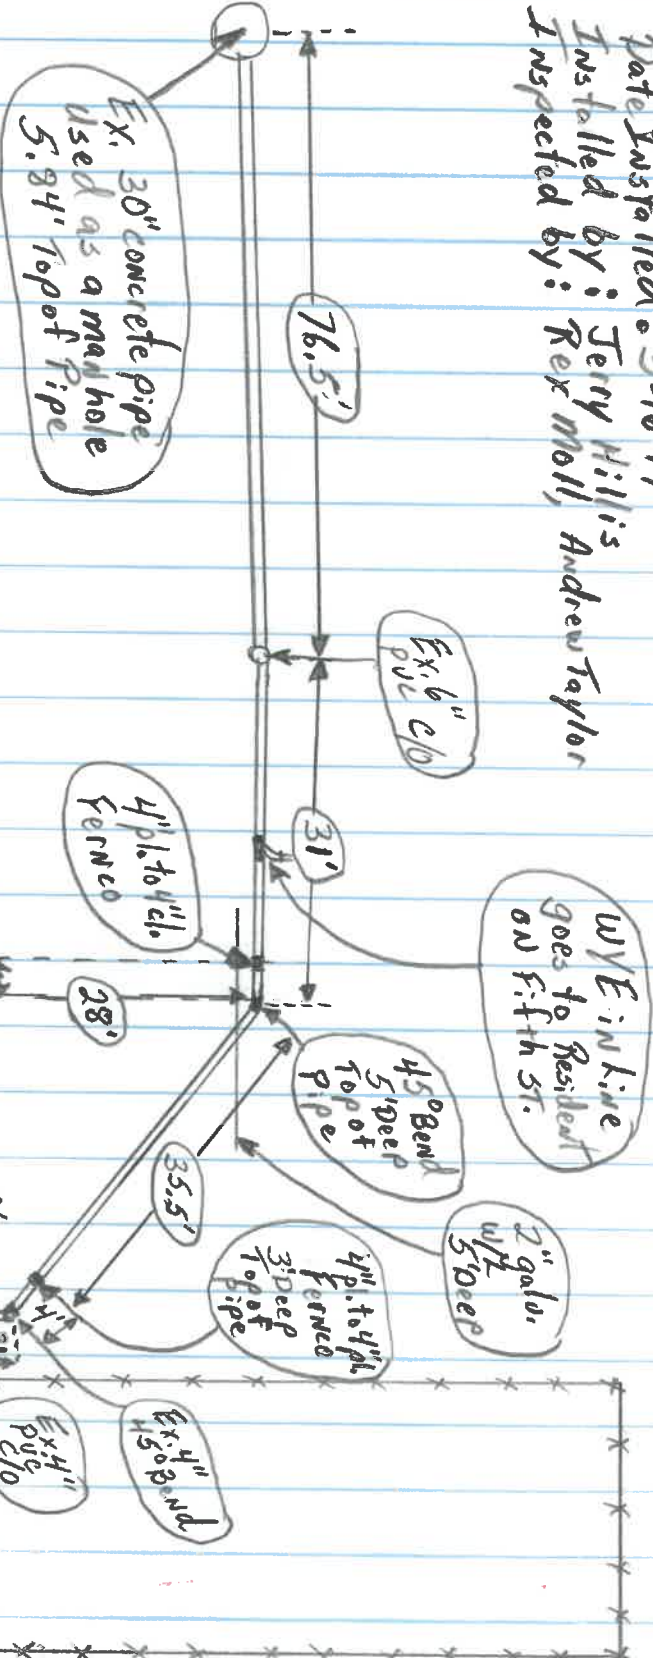 Date Installed:
Installed by: Jerry Hillis
Inspected by: Rex Moll, Andrew Taylor
Ex. 30" concrete pipe
used as a manhole
5.84' Top of Pipe
76.5'
Ex. 6"
PVC C/O
31'
WYE in Line
goes to Resident
on Fifth St.
4" pl. to 4" cl.
Fernco
28'
45° Bend
5' Deep
Top of
Pipe
35.5'
2" galv.
W/L
5' Deep
4" pl. to 4" pl.
Fernco
3' Deep
Top of
Pipe
4'
Ex. 4"
45° Bend
Ex. 4"
PVC
C/O